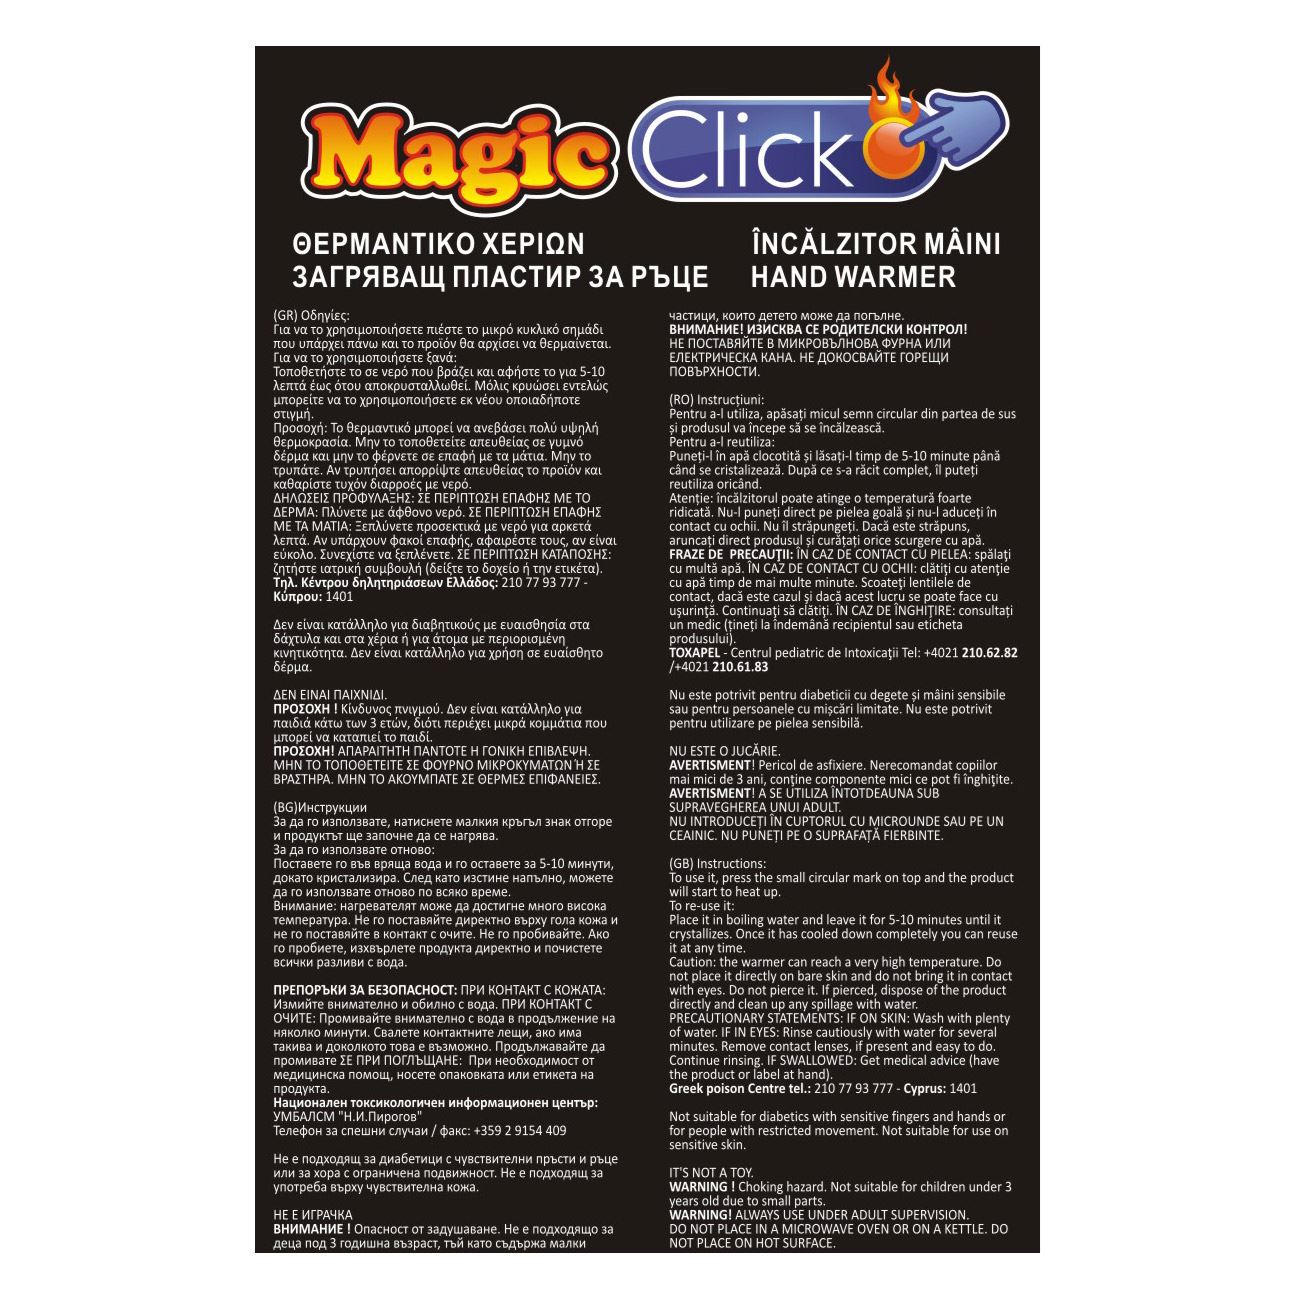 Magic Click
ΘΕΡΜΑΝΤΙΚΟ ΧΕΡΙΩΝ
ЗАГРЯВАЩ ПЛАСТИР ЗА РЪЦЕ
ÎNCĂLZITOR MÂINI
HAND WARMER
(GR) Οδηγίες:
Για να το χρησιμοποιήσετε πιέστε το μικρό κυκλικό σημάδι
που υπάρχει πάνω και το προϊόν θα αρχίσει να θερμαίνεται.
Για να το χρησιμοποιήσετε ξανά:
Τοποθετήστε το σε νερό που βράζει και αφήστε το για 5-10
λεπτά έως ότου αποκρυσταλλωθεί. Μόλις κρυώσει εντελώς
μπορείτε να το χρησιμοποιήσετε εκ νέου οποιαδήποτε
στιγμή.
Προσοχή: Το θερμαντικό μπορεί να ανεβάσει πολύ υψηλή
θερμοκρασία. Μην το τοποθετείτε απευθείας σε γυμνό
δέρμα και μην το φέρνετε σε επαφή με τα μάτια. Μην το
τρυπάτε. Αν τρυπήσει απορρίψτε απευθείας το προϊόν και
καθαρίστε τυχόν διαρροές με νερό.
ΔΗΛΩΣΕΙΣ ΠΡΟΦΥΛΑΞΗΣ: ΣΕ ΠΕΡΙΠΤΩΣΗ ΕΠΑΦΗΣ ΜΕ ΤΟ
ΔΕΡΜΑ: Πλύνετε με άφθονο νερό. ΣΕ ΠΕΡΙΠΤΩΣΗ ΕΠΑΦΗΣ
ΜΕ ΤΑ ΜΑΤΙΑ: Ξεπλύνετε προσεκτικά με νερό για αρκετά
λεπτά. Αν υπάρχουν φακοί επαφής, αφαιρέστε τους, αν είναι
εύκολο. Συνεχίστε να ξεπλένετε. ΣΕ ΠΕΡΙΠΤΩΣΗ ΚΑΤΑΠΟΣΗΣ:
ζητήστε ιατρική συμβουλή (δείξτε το δοχείο ή την ετικέτα).
Τηλ. Κέντρου δηλητηριάσεων Ελλάδος: 210 77 93 777 -
Κύπρου: 1401
Δεν είναι κατάλληλο για διαβητικούς με ευαισθησία στα
δάχτυλα και στα χέρια ή για άτομα με περιορισμένη
κινητικότητα. Δεν είναι κατάλληλο για χρήση σε ευαίσθητο
δέρμα.
ΔΕΝ ΕΙΝΑΙ ΠΑΙΧΝΙΔΙ.
ΠΡΟΣΟΧΗ ! Κίνδυνος πνιγμού. Δεν είναι κατάλληλο για
παιδιά κάτω των 3 ετών, διότι περιέχει μικρά κομμάτια που
μπορεί να καταπιεί το παιδί.
ΠΡΟΣΟΧΗ! ΑΠΑΡΑΙΤΗΤΗ ΠΑΝΤΟΤΕ Η ΓΟΝΙΚΗ ΕΠΙΒΛΕΨΗ.
ΜΗΝ ΤΟ ΤΟΠΟΘΕΤΕΙΤΕ ΣΕ ΦΟΥΡΝΟ ΜΙΚΡΟΚΥΜΑΤΩΝ Ή ΣΕ
ΒΡΑΣΤΗΡΑ. ΜΗΝ ΤΟ ΑΚΟΥΜΠΑΤΕ ΣΕ ΘΕΡΜΕΣ ΕΠΙΦΑΝΕΙΕΣ.
(BG)Инструкции
За да го използвате, натиснете малкия кръгъл знак отгоре
и продуктът ще започне да се нагрява.
За да го използвате отново:
Поставете го във вряща вода и го оставете за 5-10 минути,
докато кристализира. След като изстине напълно, можете
да го използвате отново по всяко време.
Внимание: нагревателят може да достигне много висока
температура. Не го поставяйте директно върху гола кожа и
не го поставяйте в контакт с очите. Не го пробивайте. Ако
го пробиете, изхвърлете продукта директно и почистете
всички разливи с вода.
ПРЕПОРЪКИ ЗА БЕЗОПАСНОСТ: ПРИ КОНТАКТ С КОЖАТА:
Измийте внимателно и обилно с вода. ПРИ КОНТАКТ С
ОЧИТЕ: Промивайте внимателно с вода в продължение на
няколко минути. Свалете контактните лещи, ако има
такива и доколкото това е възможно. Продължавайте да
промивате ΣΕ ПРИ ПОГЛЪЩАНЕ: При необходимост от
медицинска помощ, носете опаковката или етикета на
продукта.
Национален токсикологичен информационен център:
УМБАЛСМ "Н.И.Пирогов"
Телефон за спешни случаи / факс: +359 2 9154 409
Не е подходящ за диабетици с чувствителни пръсти и ръце
или за хора с ограничена подвижност. Не е подходящ за
употреба върху чувствителна кожа.
НЕ Е ИГРАЧКА
ВНИМАНИЕ ! Опасност от задушаване. Не е подходящо за
деца под 3 годишна възраст, тъй като съдържа малки
частици, които детето може да погълне.
ВНИМАНИЕ! ИЗИСКВА СЕ РОДИТЕЛСКИ КОНТРОЛ!
НЕ ПОСТАВЯЙТЕ В МИКРОВЪЛНОВА ФУРНА ИЛИ
ЕЛЕКТРИЧЕСКА КАНА. НЕ ДОКОСВАЙТЕ ГОРЕЩИ
ПОВЪРХНОСТИ.
(RO) Instrucțiuni:
Pentru a-l utiliza, apăsați micul semn circular din partea de sus
și produsul va începe să se încălzească.
Pentru a-l reutiliza:
Puneți-l în apă clocotită și lăsați-l timp de 5-10 minute până
când se cristalizează. După ce s-a răcit complet, îl puteți
reutiliza oricând.
Atenție: încălzitorul poate atinge o temperatură foarte
ridicată. Nu-l puneți direct pe pielea goală și nu-l aduceți în
contact cu ochii. Nu îl străpungeți. Dacă este străpuns,
aruncați direct produsul și curățați orice scurgere cu apă.
FRAZE DE PRECAUȚII: ÎN CAZ DE CONTACT CU PIELEA: spălați
cu multă apă. ÎN CAZ DE CONTACT CU OCHII: clătiți cu atenție
cu apă timp de mai multe minute. Scoateți lentilele de
contact, dacă este cazul și dacă acest lucru se poate face cu
ușurință. Continuați să clătiți. ÎN CAZ DE ÎNGHIȚIRE: consultați
un medic (țineți la îndemână recipientul sau eticheta
produsului).
TOXAPEL - Centrul pediatric de Intoxicații Tel: +4021 210.62.82
/+4021 210.61.83
Nu este potrivit pentru diabeticii cu degete și mâini sensibile
sau pentru persoanele cu mișcări limitate. Nu este potrivit
pentru utilizare pe pielea sensibilă.
NU ESTE O JUCĂRIE.
AVERTISMENT! Pericol de asfixiere. Nerecomandat copiilor
mai mici de 3 ani, conține componente mici ce pot fi înghițite.
AVERTISMENT! A SE UTILIZA ÎNTOTDEAUNA SUB
SUPRAVEGHEREA UNUI ADULT.
NU INTRODUCEȚI ÎN CUPTORUL CU MICROUNDE SAU PE UN
CEAINIC. NU PUNEȚI PE O SUPRAFAȚĂ FIERBINTE.
(GB) Instructions:
To use it, press the small circular mark on top and the product
will start to heat up.
To re-use it:
Place it in boiling water and leave it for 5-10 minutes until it
crystallizes. Once it has cooled down completely you can reuse
it at any time.
Caution: the warmer can reach a very high temperature. Do
not place it directly on bare skin and do not bring it in contact
with eyes. Do not pierce it. If pierced, dispose of the product
directly and clean up any spillage with water.
PRECAUTIONARY STATEMENTS: IF ON SKIN: Wash with plenty
of water. IF IN EYES: Rinse cautiously with water for several
minutes. Remove contact lenses, if present and easy to do.
Continue rinsing. IF SWALLOWED: Get medical advice (have
the product or label at hand).
Greek poison Centre tel.: 210 77 93 777 - Cyprus: 1401
Not suitable for diabetics with sensitive fingers and hands or
for people with restricted movement. Not suitable for use on
sensitive skin.
IT'S NOT A TOY.
WARNING ! Choking hazard. Not suitable for children under 3
years old due to small parts.
WARNING! ALWAYS USE UNDER ADULT SUPERVISION.
DO NOT PLACE IN A MICROWAVE OVEN OR ON A KETTLE. DO
NOT PLACE ON HOT SURFACE.